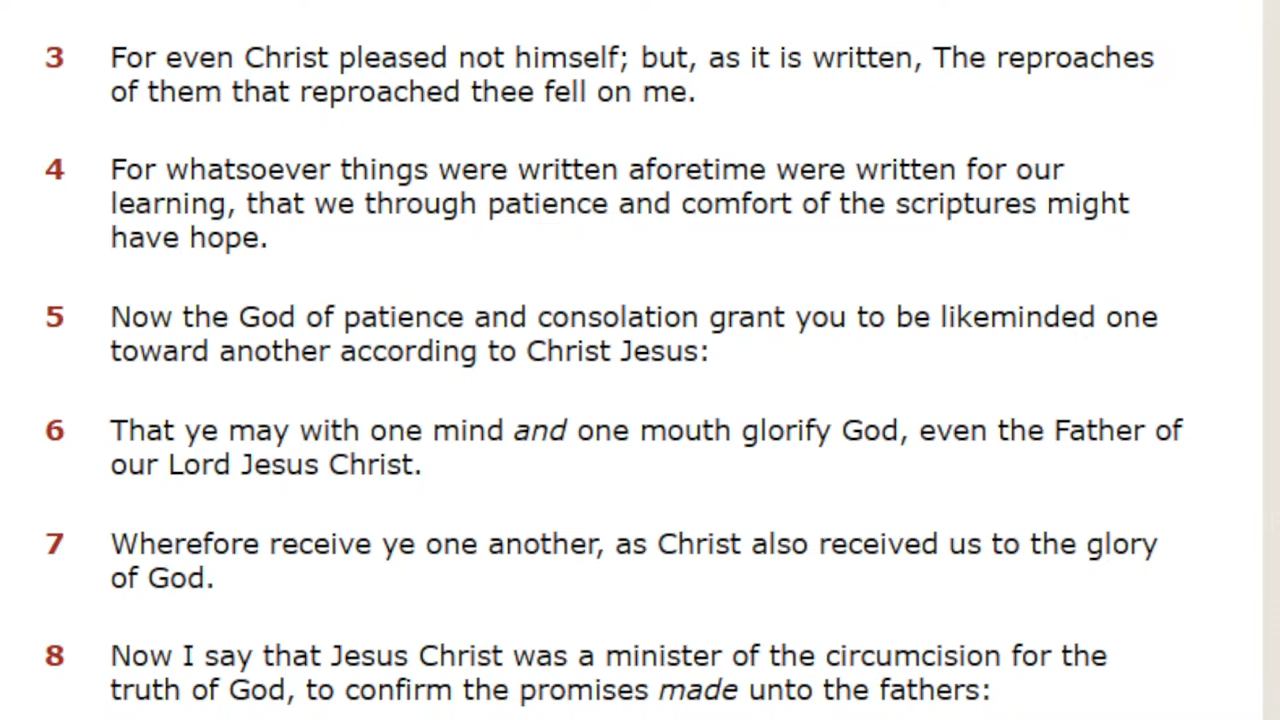 3 For even Christ pleased not himself; but, as it is written, The reproaches
of them that reproached thee fell on me.
4 For whatsoever things were written aforetime were written for our
learning, that we through patience and comfort of the scriptures might
have hope.
5 Now the God of patience and consolation grant you to be likeminded one
toward another according to Christ Jesus:
6 That ye may with one mind and one mouth glorify God, even the Father of
our Lord Jesus Christ.
7 Wherefore receive ye one another, as Christ also received us to the glory
of God.
8 Now I say that Jesus Christ was a minister of the circumcision for the
truth of God, to confirm the promises made unto the fathers: